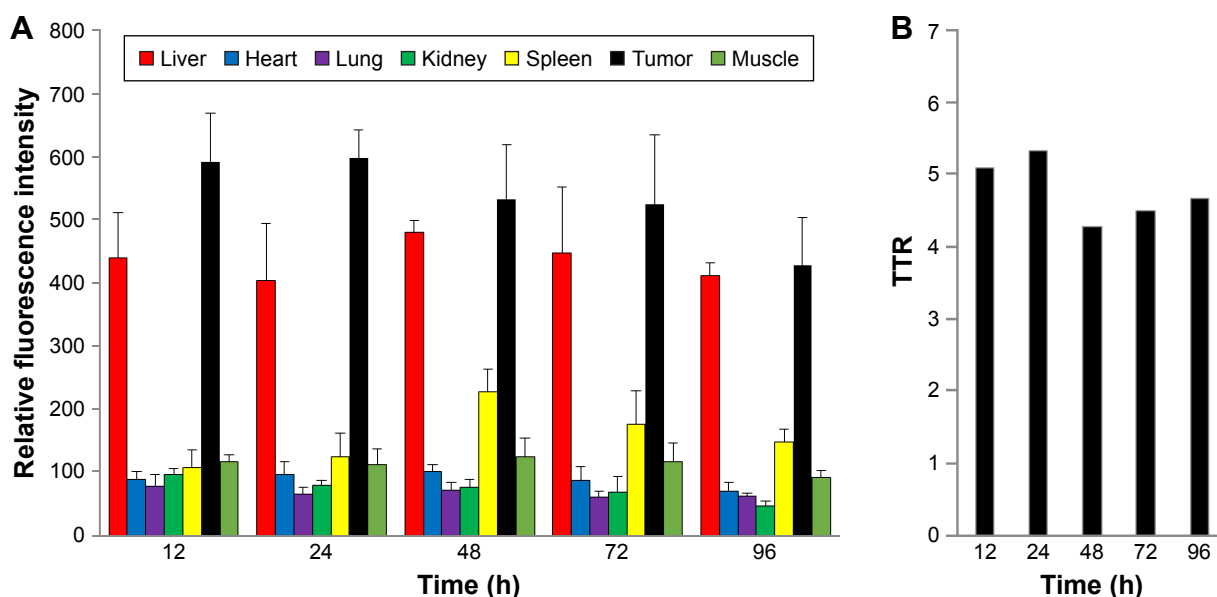 A
Relative fluorescence intensity
800
700
600
500
400
300
200
100
0
Liver Heart Lung Kidney Spleen Tumor Muscle
12 24 48 72 96
Time (h)
B
TTR
7
6
5
4
3
2
1
0
12 24 48 72 96
Time (h)